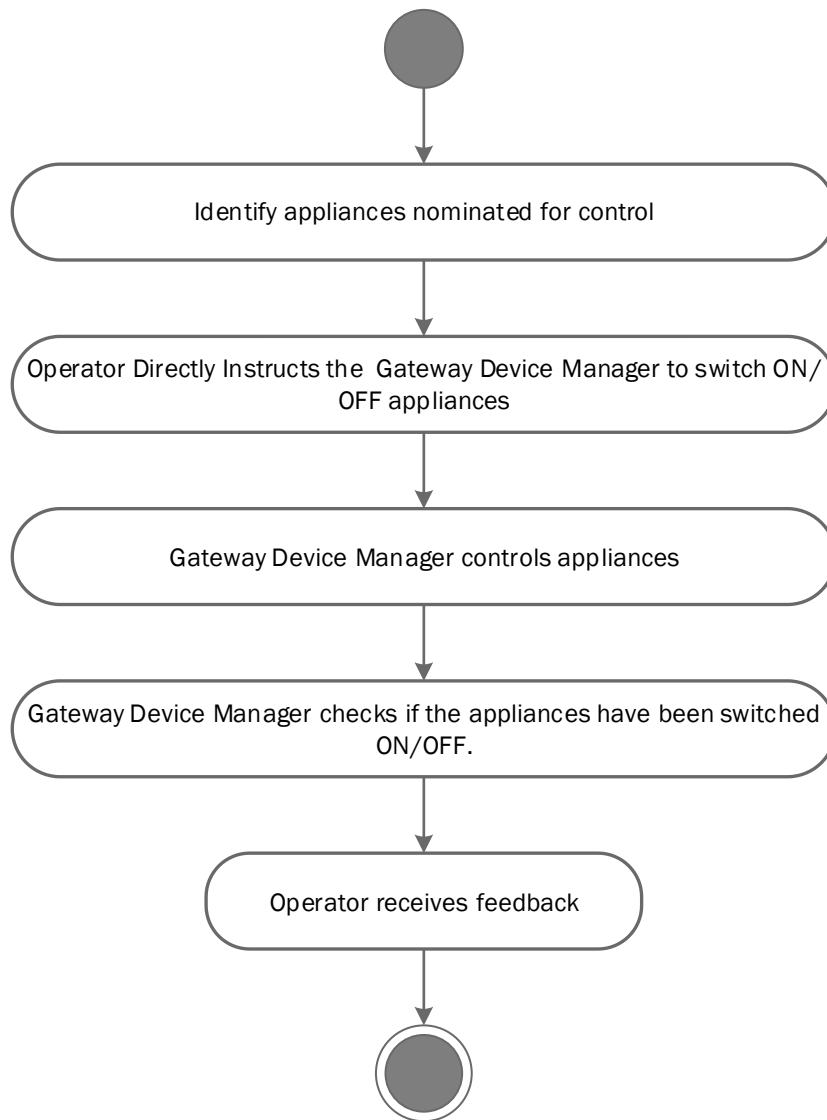 Identify appliances nominated for control
Operator Directly Instructs the Gateway Device Manager to switch ON/
OFF appliances
Gateway Device Manager controls appliances
Gateway Device Manager checks if the appliances have been switched
ON/OFF.
Operator receives feedback